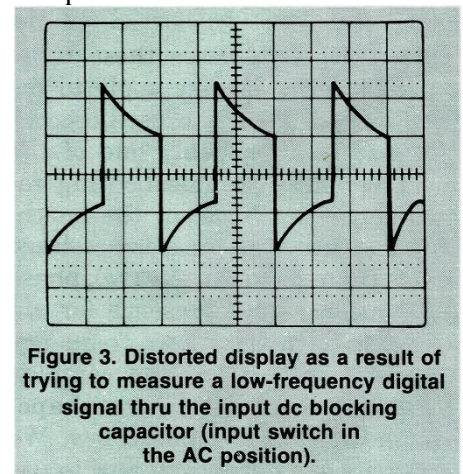 Figure 3. Distorted display as a result of
trying to measure a low-frequency digital
signal thru the input dc blocking
capacitor (input switch in
the AC position).